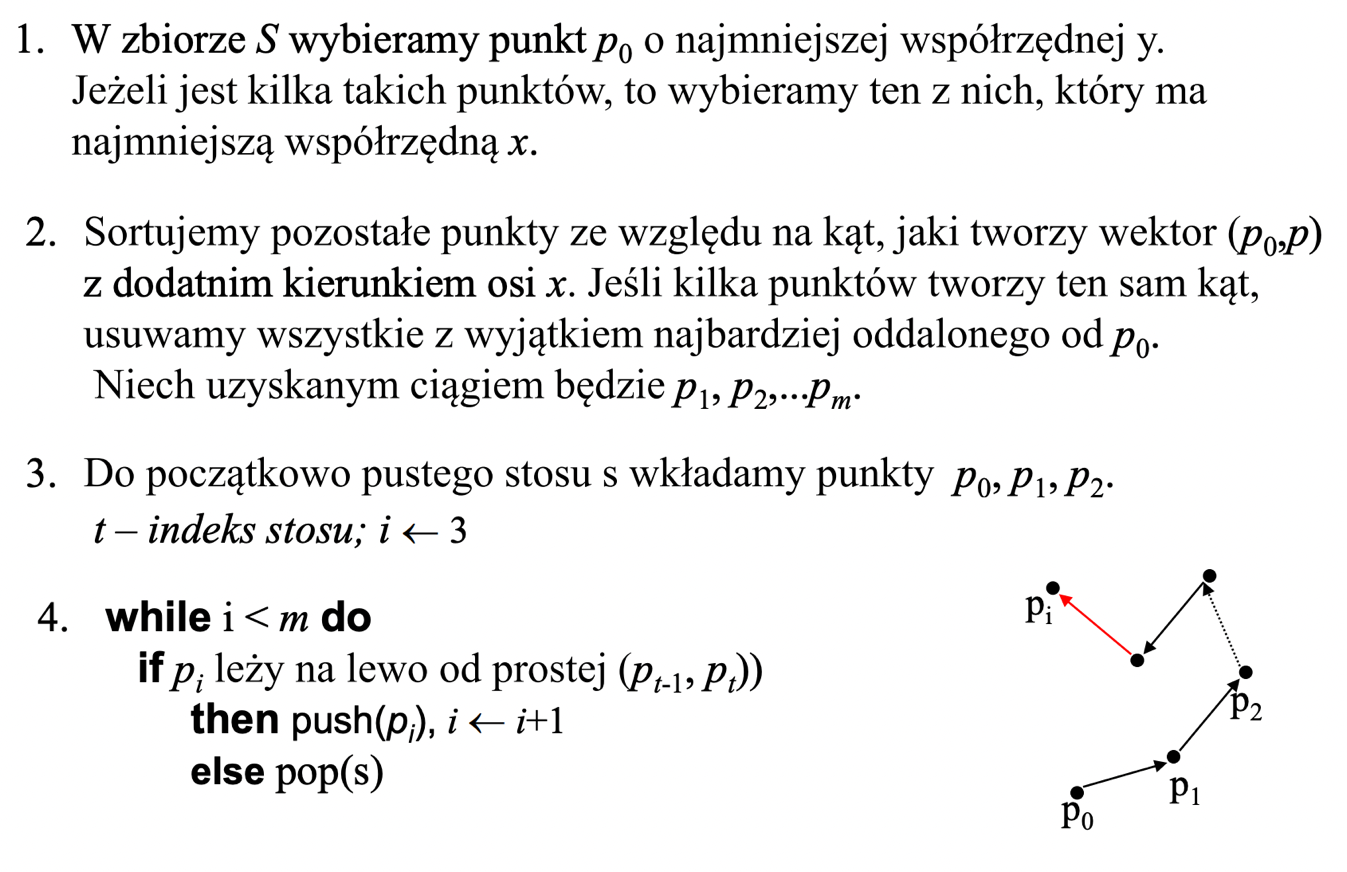 1. W zbiorze S wybieramy punkt p₀ o najmniejszej współrzędnej y.
Jeżeli jest kilka takich punktów, to wybieramy ten z nich, który ma
najmniejszą współrzędną x.
2. Sortujemy pozostałe punkty ze względu na kąt, jaki tworzy wektor (p₀,p)
z dodatnim kierunkiem osi x. Jeśli kilka punktów tworzy ten sam kąt,
usuwamy wszystkie z wyjątkiem najbardziej oddalonego od p₀.
Niech uzyskanym ciągiem będzie p₁, p₂,...pₘ.
3. Do początkowo pustego stosu s wkładamy punkty p₀, p₁, p₂.
t – indeks stosu; i ← 3
4. while i < m do
if pᵢ leży na lewo od prostej (pₜ₋₁, pₜ))
then push(pᵢ), i ← i+1
else pop(s)
pᵢ
p₂
p₁
p₀